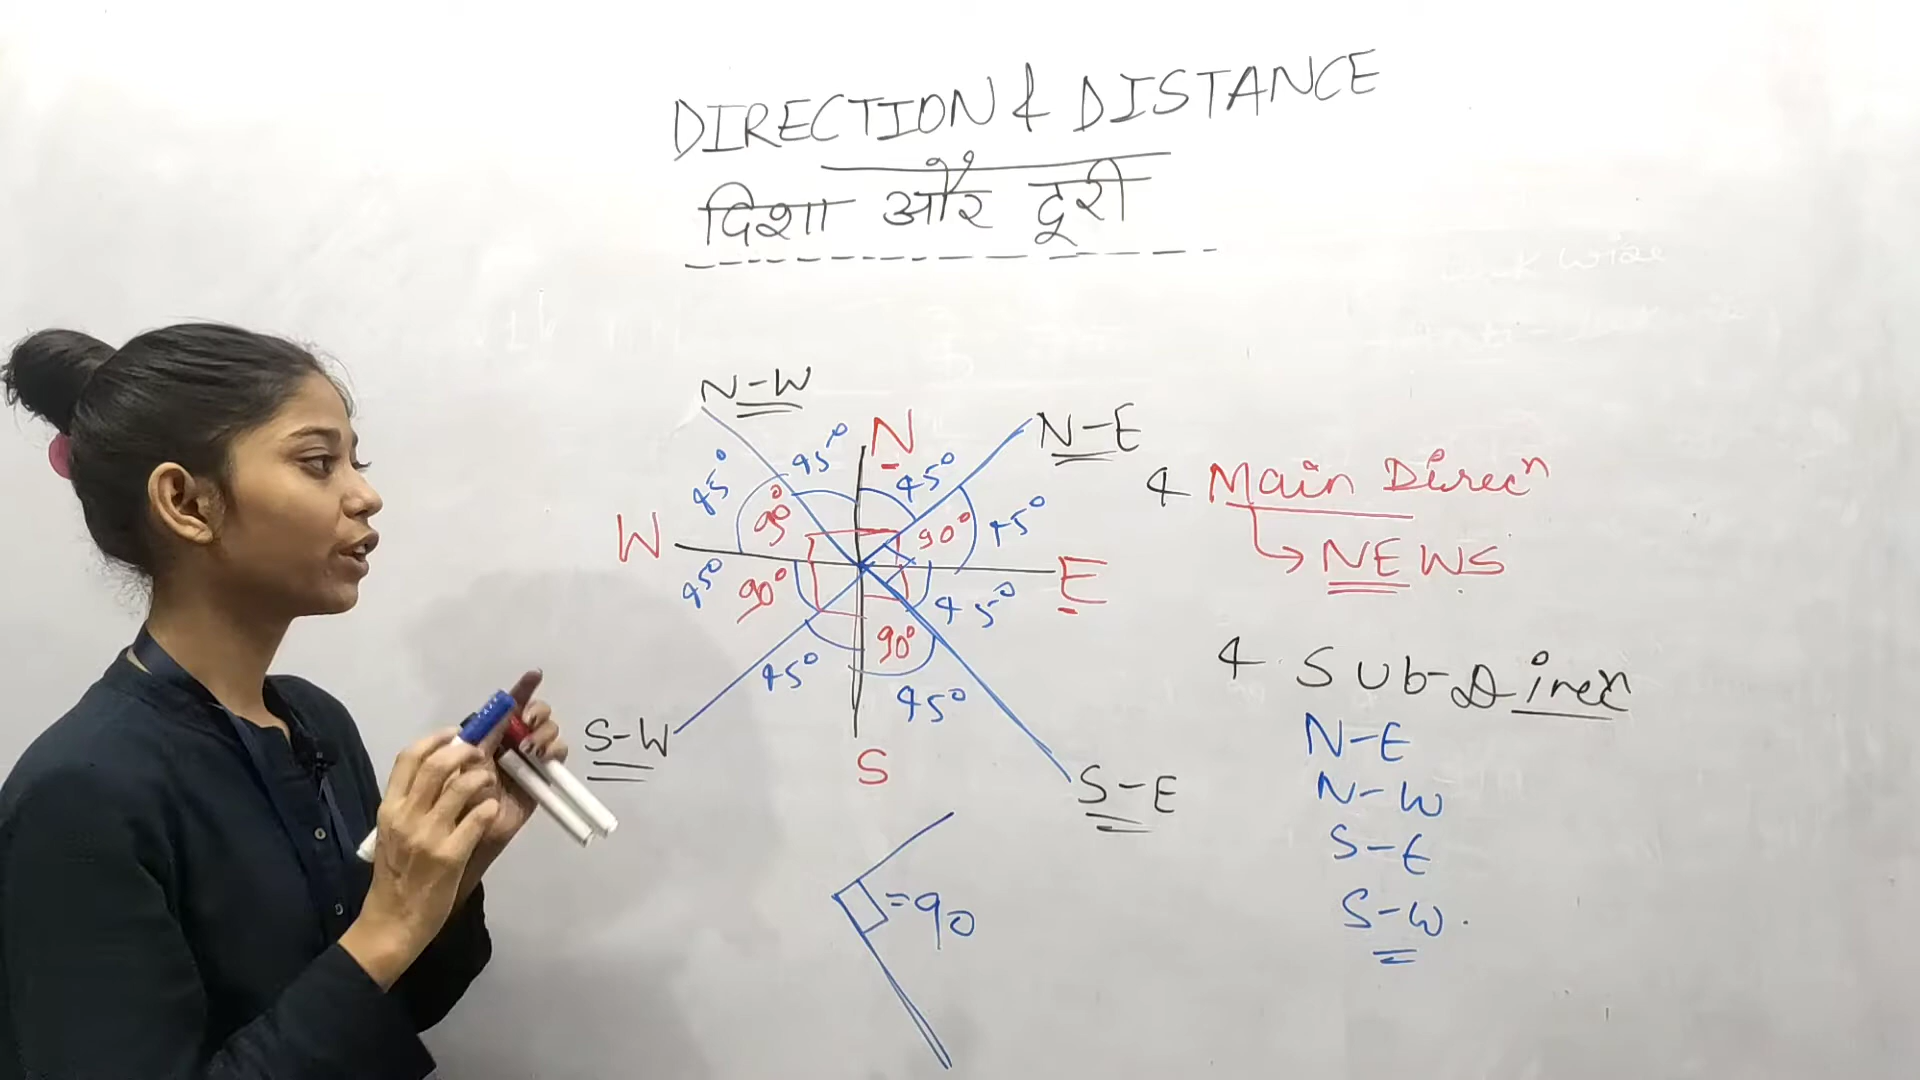 DIRECTION & DISTANCE
दिशा और दूरी
N-W
N
N-E
45°
45°
45°
45°
90°
90°
W
E
45°
90°
45°
90°
45°
45°
S-W
S
S-E
=90
4 Main Direcⁿ
NEWS
4 Sub-Direcⁿ
N-E
N-W
S-E
S-W.